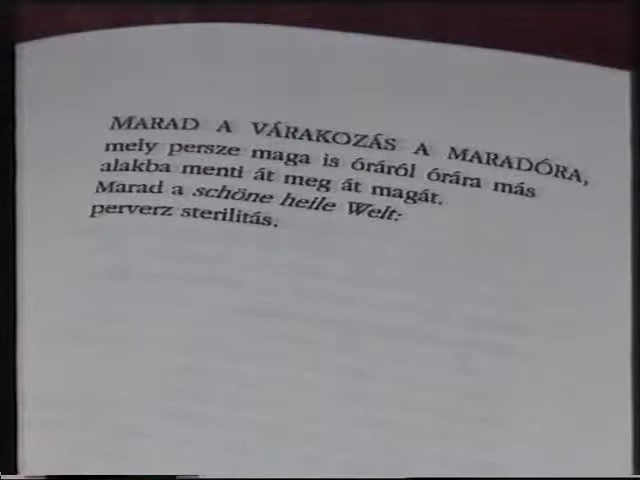 MARAD A VÁRAKOZÁS A MARADÓRA,
mely persze maga is óráról órára más
alakba menti át meg át magát.
Marad a schöne heile Welt:
perverz sterilitás.